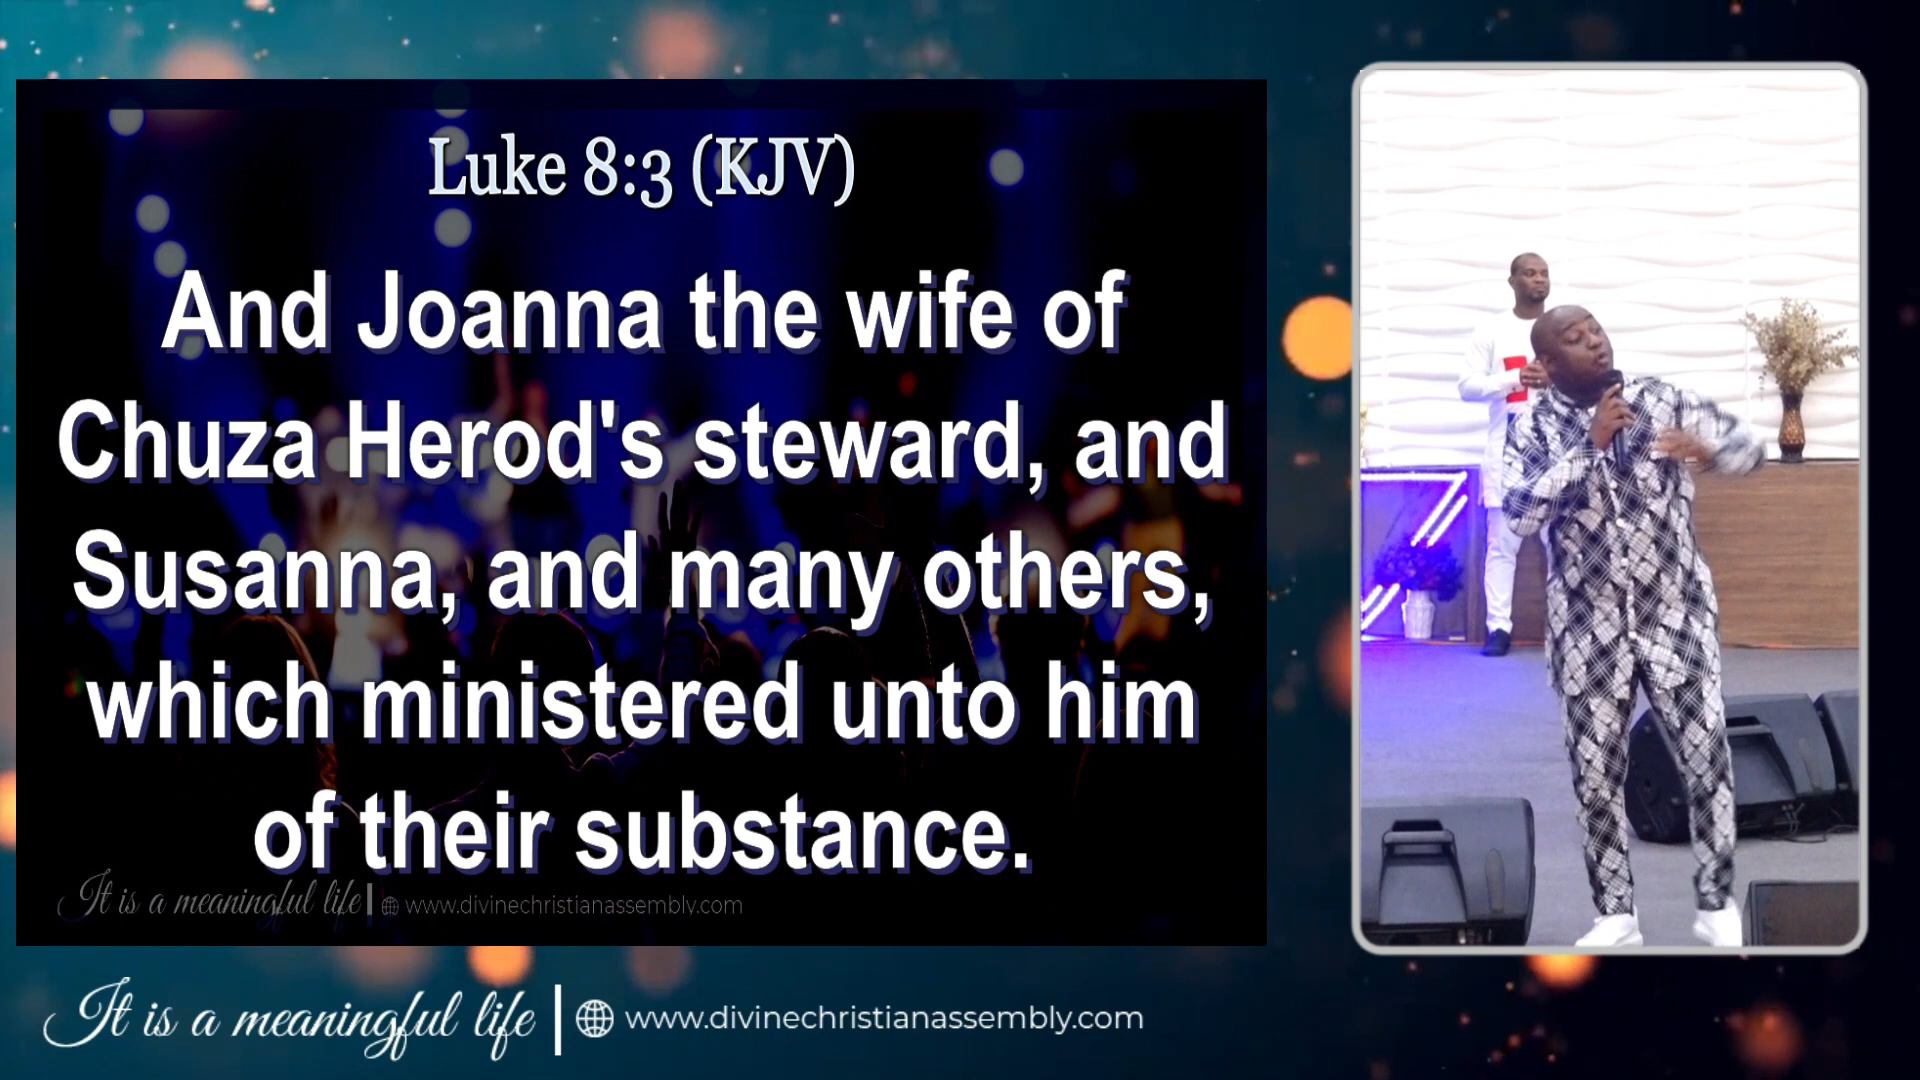 Luke 8:3 (KJV)
And Joanna the wife of
Chuza Herod's steward, and
Susanna, and many others,
which ministered unto him
of their substance.
It is a meaningful life | www.divinechristianassembly.com
It is a meaningful life | www.divinechristianassembly.com